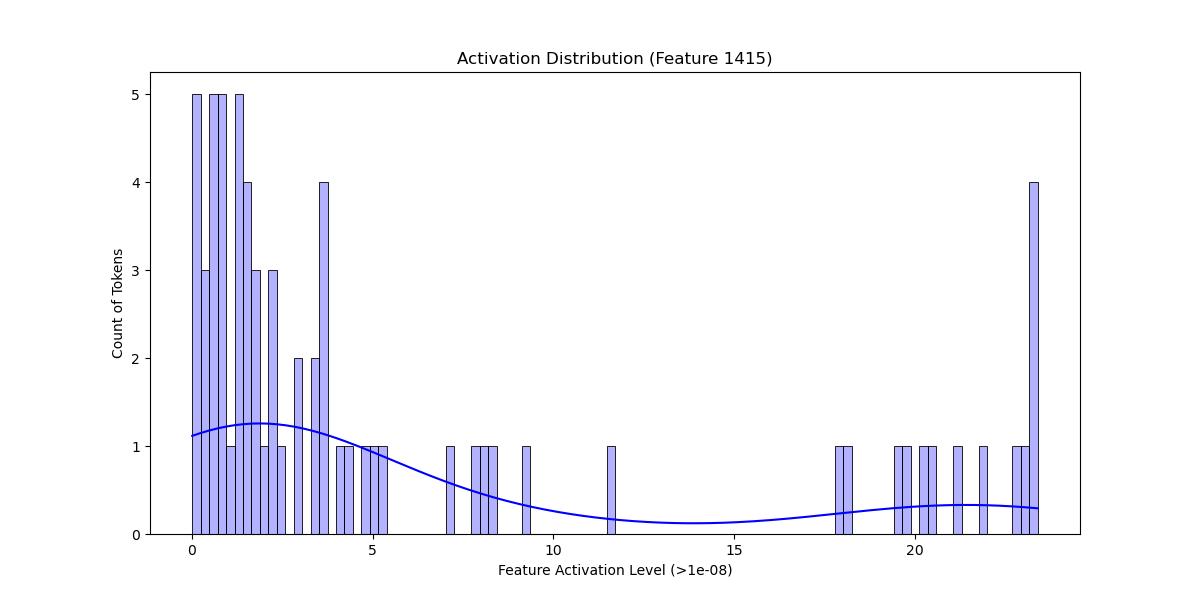 Activation Distribution (Feature 1415)
Count of Tokens
5
4
3
2
1
0
0 5 10 15 20
Feature Activation Level (>1e-08)